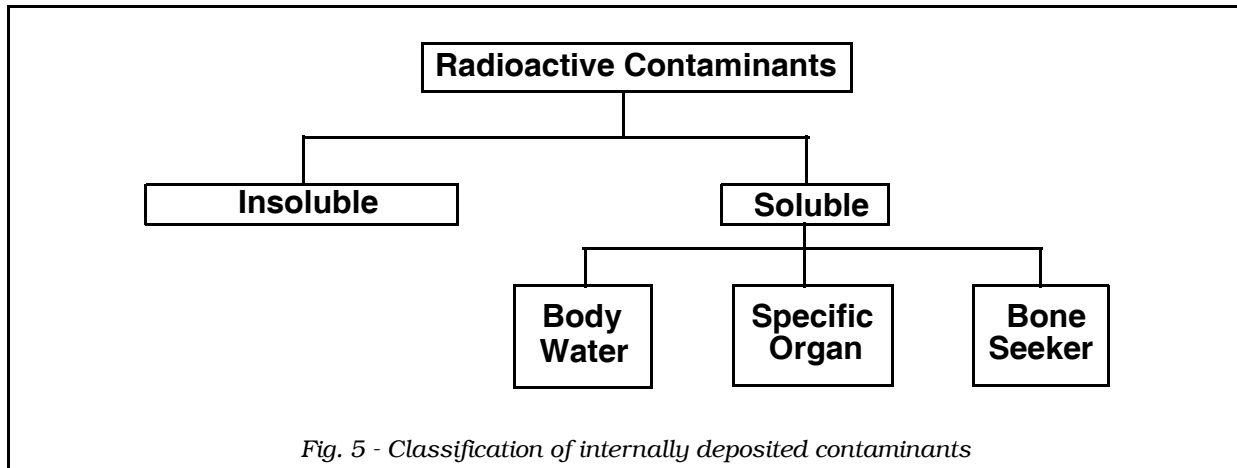 Radioactive Contaminants
Insoluble
Soluble
Body
Water
Specific
Organ
Bone
Seeker
Fig. 5 - Classification of internally deposited contaminants